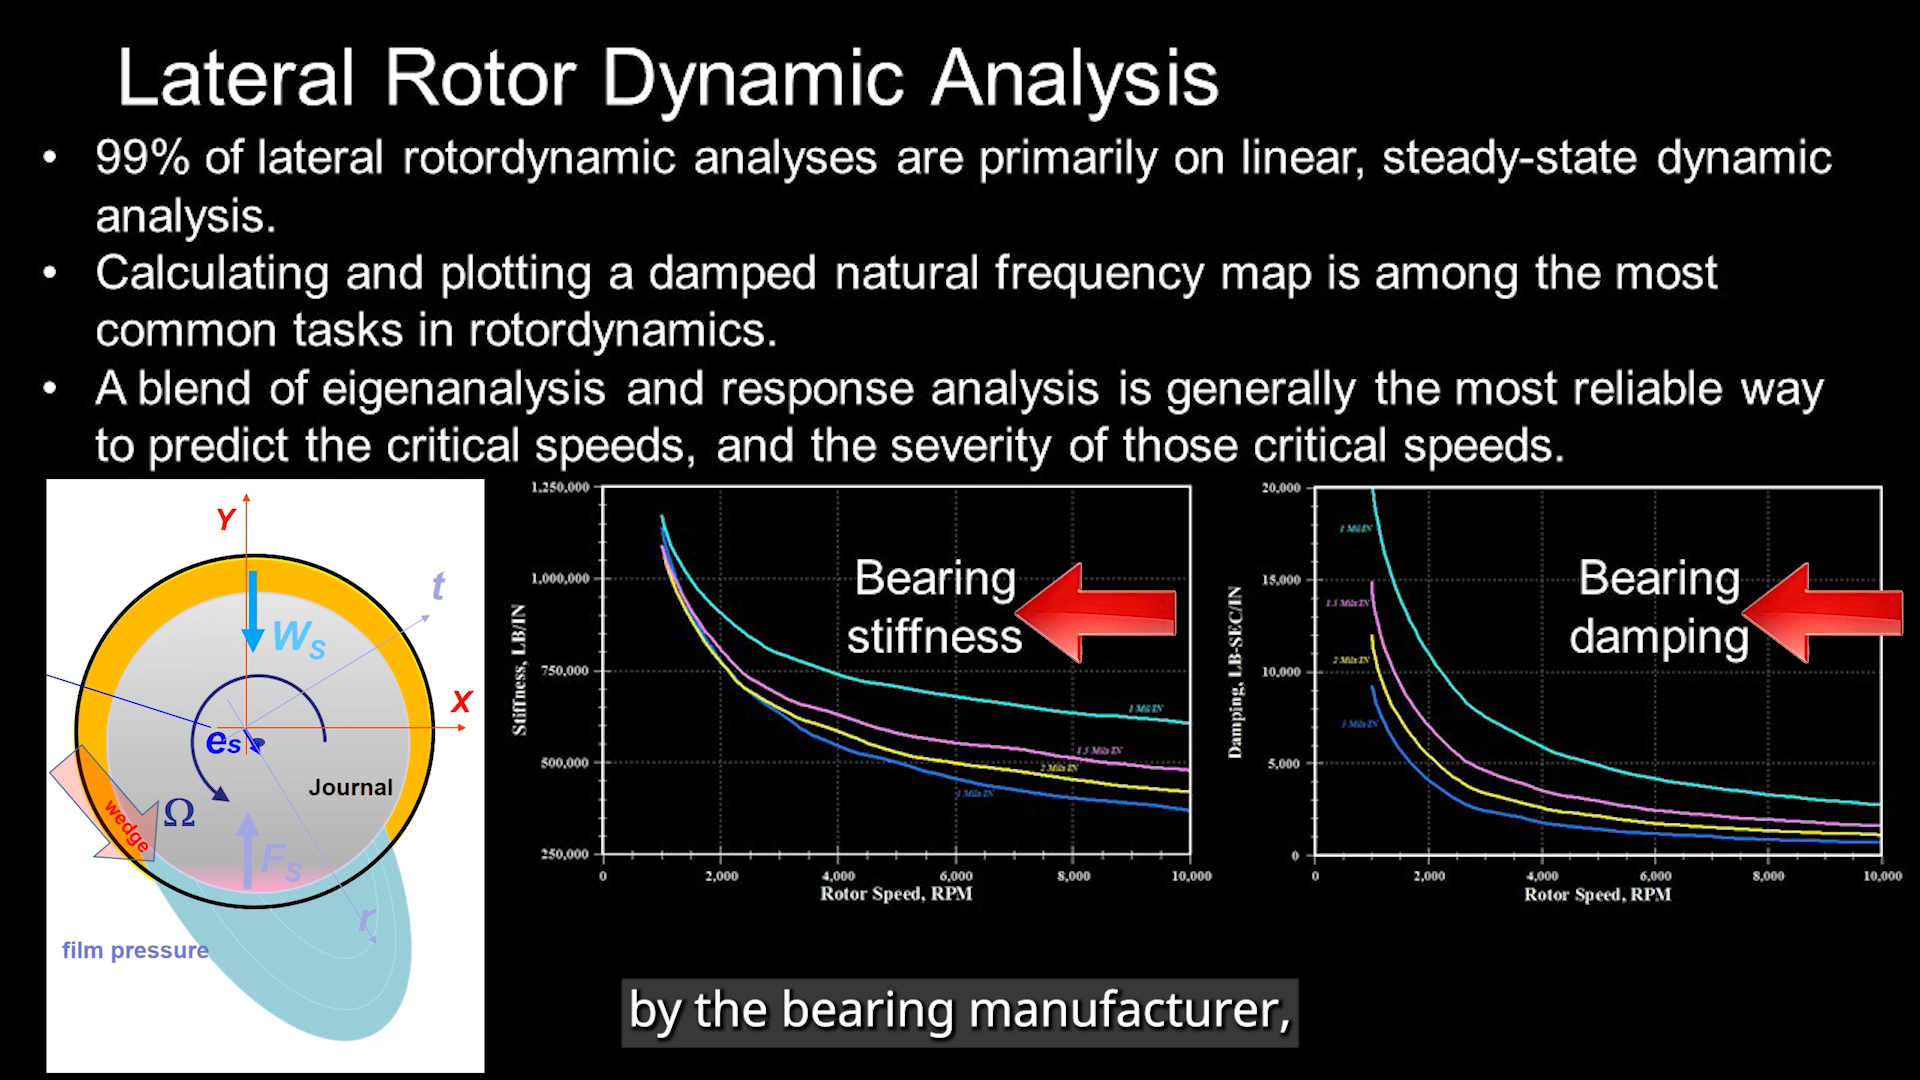 Lateral Rotor Dynamic Analysis
• 99% of lateral rotordynamic analyses are primarily on linear, steady-state dynamic
analysis.
• Calculating and plotting a damped natural frequency map is among the most
common tasks in rotordynamics.
• A blend of eigenanalysis and response analysis is generally the most reliable way
to predict the critical speeds, and the severity of those critical speeds.
Y
t
WS
X
es
Journal
Ω
wedge
FS
r
film pressure
1,250,000
1,000,000
750,000
500,000
250,000
Stiffness, LB/IN
Bearing
stiffness
1 Mil/IN
1.5 Mils/IN
2 Mils/IN
3 Mils/IN
0 2,000 4,000 6,000 8,000 10,000
Rotor Speed, RPM
20,000
15,000
10,000
5,000
0
Damping, LB-SEC/IN
Bearing
damping
1 Mil/IN
1.5 Mils/IN
2 Mils/IN
3 Mils/IN
0 2,000 4,000 6,000 8,000 10,000
Rotor Speed, RPM
by the bearing manufacturer,